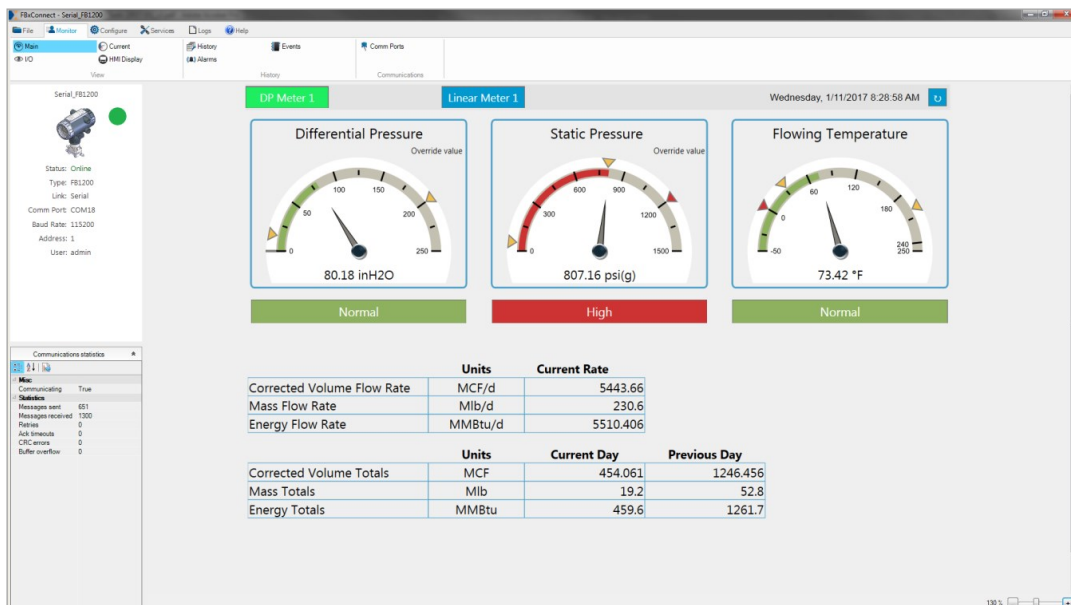 FBxConnect - Serial_FB1200
File Monitor Configure Services Logs Help
Main Current History Events Comm Ports
I/O HMI Display Alarms
View History Communications
Serial_FB1200
Status: Online
Type: FB1200
Link: Serial
Comm Port: COM18
Baud Rate: 115200
Address: 1
User: admin
DP Meter 1 Linear Meter 1 Wednesday, 1/11/2017 8:28:58 AM
Differential Pressure
Override value
0 50 100 150 200 250
80.18 inH2O
Normal
Static Pressure
Override value
0 300 600 900 1200 1500
807.16 psi(g)
High
Flowing Temperature
-50 0 60 120 180 240 250
73.42 °F
Normal
Communications statistics
Misc
Communicating True
Statistics
Messages sent 651
Messages received 1300
Retries 0
Ack timeouts 0
CRC errors 0
Buffer overflow 0
Units Current Rate
Corrected Volume Flow Rate MCF/d 5443.66
Mass Flow Rate Mlb/d 230.6
Energy Flow Rate MMBtu/d 5510.406
Units Current Day Previous Day
Corrected Volume Totals MCF 454.061 1246.456
Mass Totals Mlb 19.2 52.8
Energy Totals MMBtu 459.6 1261.7
130 %